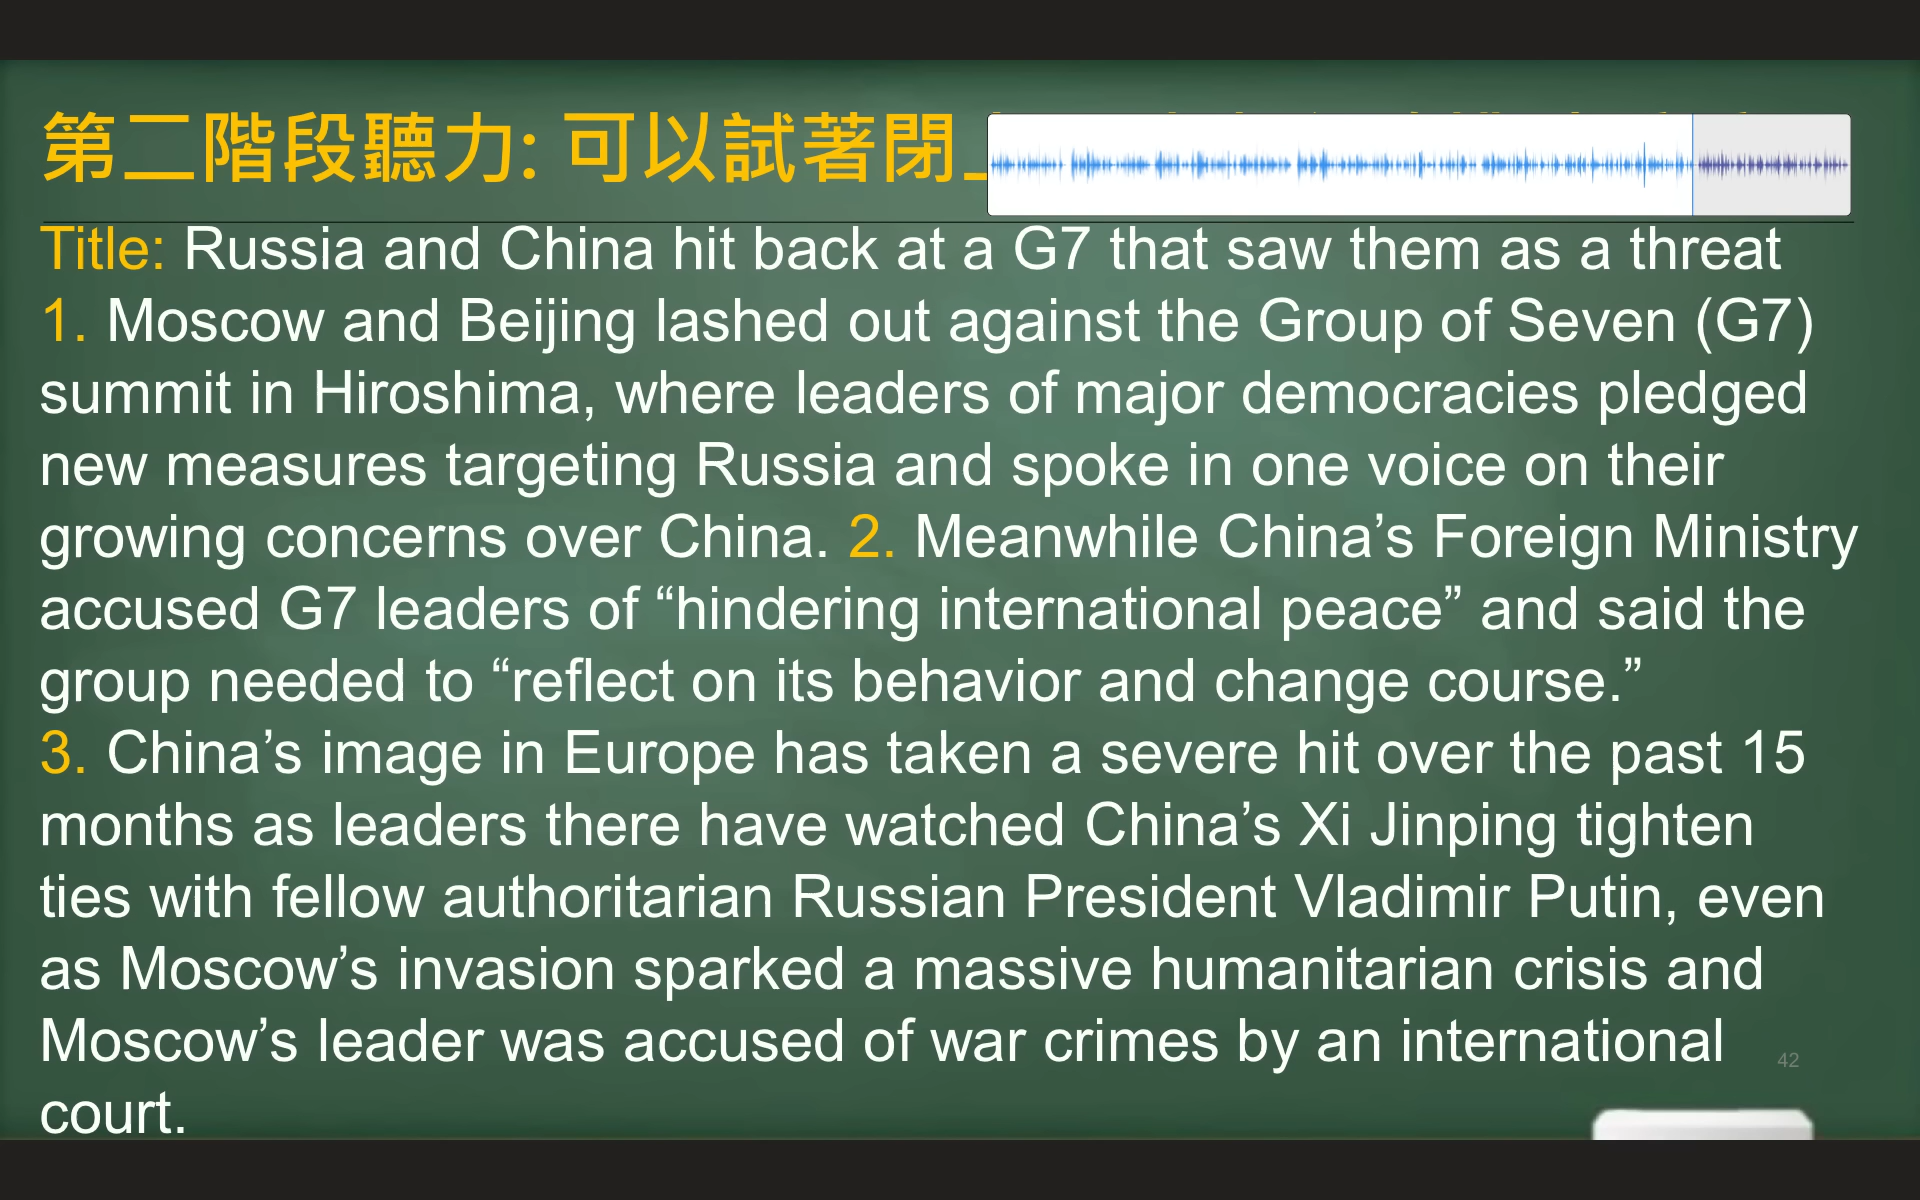 第二階段聽力: 可以試著閉
Title: Russia and China hit back at a G7 that saw them as a threat
1. Moscow and Beijing lashed out against the Group of Seven (G7)
summit in Hiroshima, where leaders of major democracies pledged
new measures targeting Russia and spoke in one voice on their
growing concerns over China. 2. Meanwhile China’s Foreign Ministry
accused G7 leaders of “hindering international peace” and said the
group needed to “reflect on its behavior and change course.”
3. China’s image in Europe has taken a severe hit over the past 15
months as leaders there have watched China’s Xi Jinping tighten
ties with fellow authoritarian Russian President Vladimir Putin, even
as Moscow’s invasion sparked a massive humanitarian crisis and
Moscow’s leader was accused of war crimes by an international
court.
42